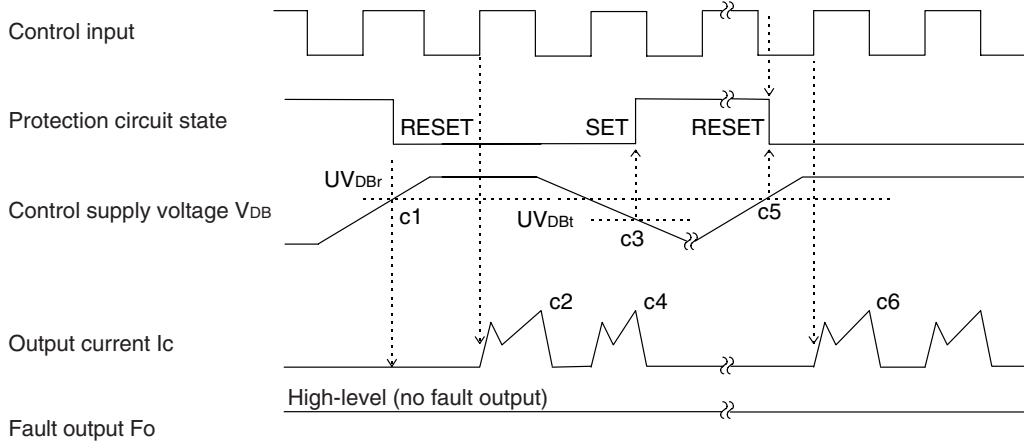 Control input
Protection circuit state
RESET
SET
RESET
UVDBr
Control supply voltage VDB
c1
UVDBt
c3
c5
c2
c4
c6
Output current Ic
High-level (no fault output)
Fault output Fo